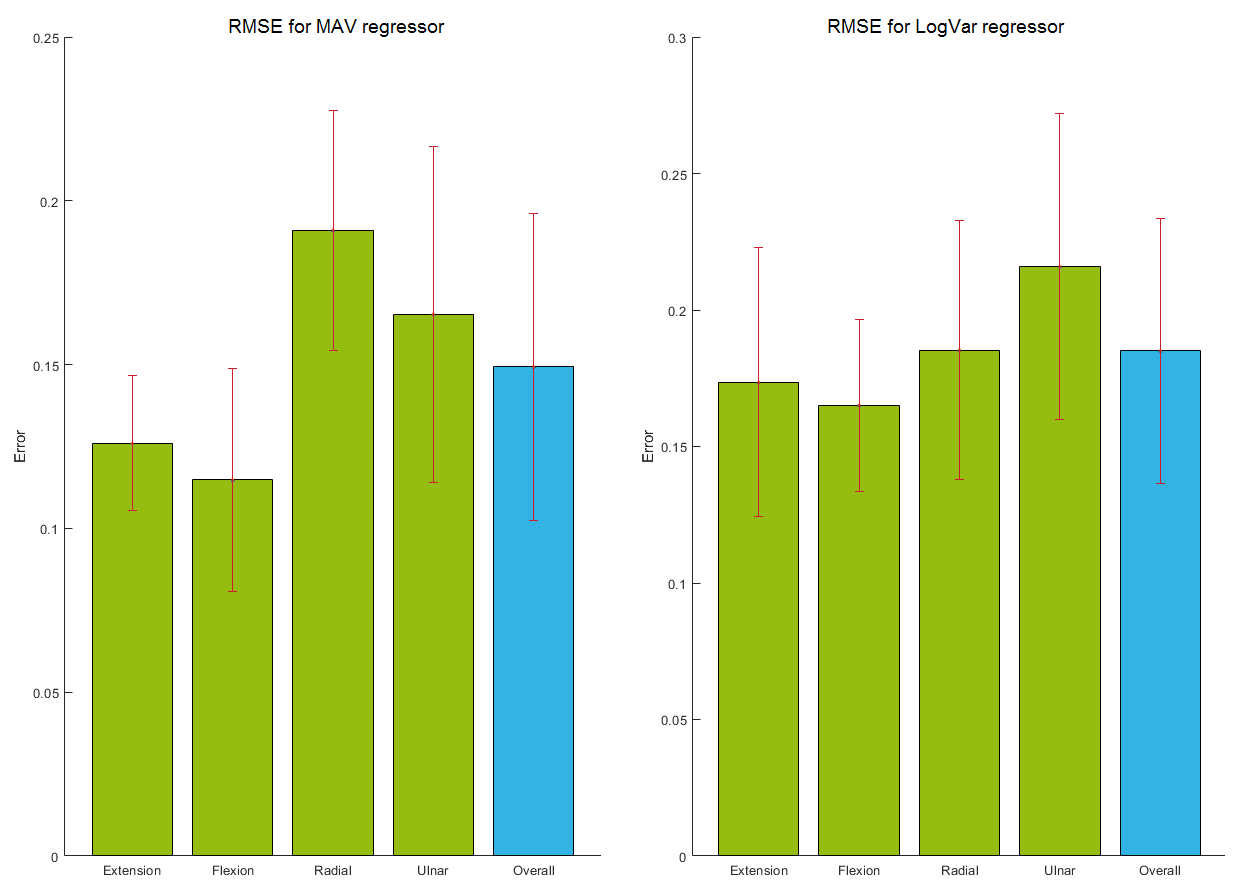 RMSE for MAV regressor
0.25
0.2
0.15
0.1
0.05
0
Error
Extension Flexion Radial Ulnar Overall
RMSE for LogVar regressor
0.3
0.25
0.2
0.15
0.1
0.05
0
Error
Extension Flexion Radial Ulnar Overall